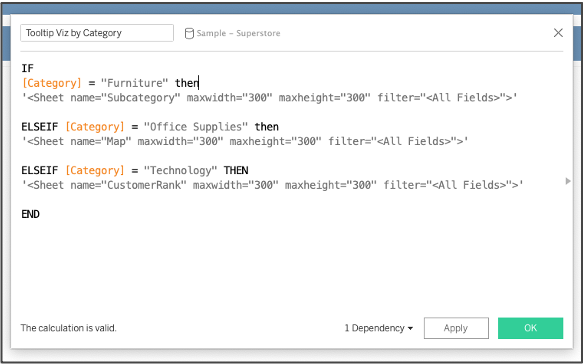 Tooltip Viz by Category
Sample – Superstore
IF
[Category] = "Furniture" then
'<Sheet name="Subcategory" maxwidth="300" maxheight="300" filter="<All Fields>">'
ELSEIF [Category] = "Office Supplies" then
'<Sheet name="Map" maxwidth="300" maxheight="300" filter="<All Fields>">'
ELSEIF [Category] = "Technology" THEN
'<Sheet name="CustomerRank" maxwidth="300" maxheight="300" filter="<All Fields>">'
END
The calculation is valid.
1 Dependency
Apply
OK